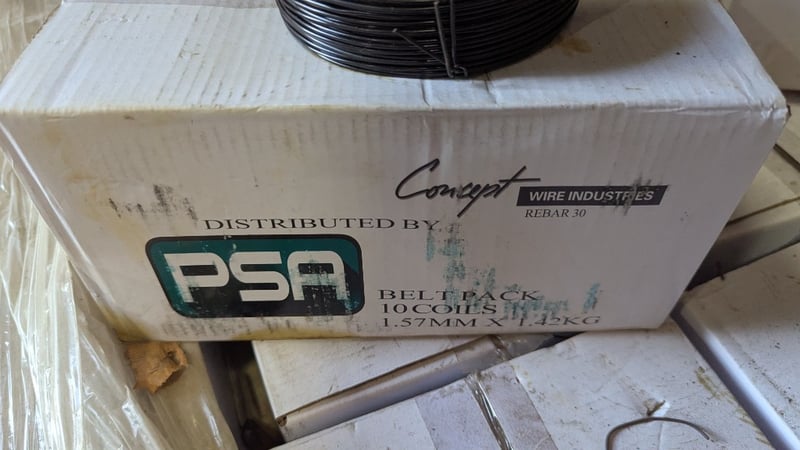 Concept
WIRE INDUSTRIES
REBAR 30
DISTRIBUTED BY
PSA
BELT PACK
10 COILS
1.57MM X 1.42KG